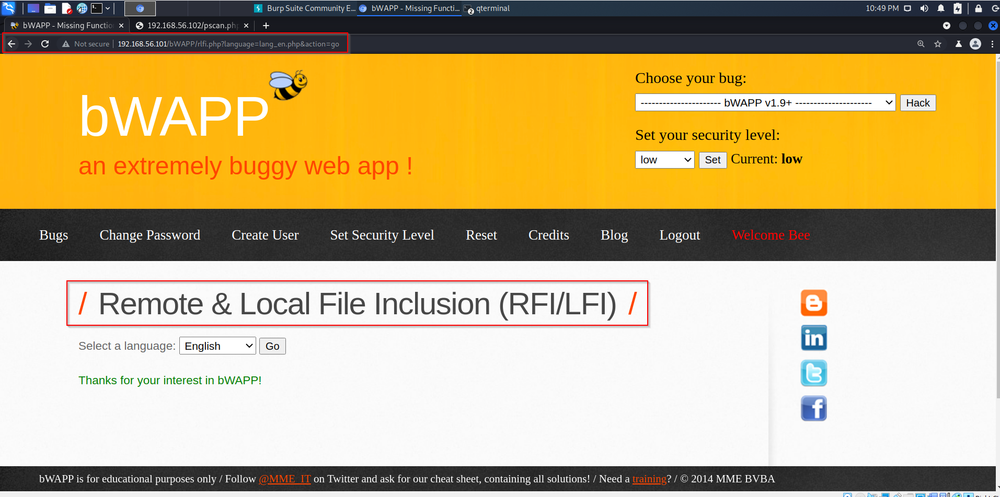 Burp Suite Community E... bWAPP - Missing Functi... 2 qterminal 10:49 PM
bWAPP - Missing Function 192.168.56.102/pscan.php
Not secure 192.168.56.101/bWAPP/rlfi.php?language=lang_en.php&action=go
Choose your bug:
---------------------- bWAPP v1.9+ --------------------- Hack
bWAPP
Set your security level:
low Set Current: low
an extremely buggy web app !
Bugs Change Password Create User Set Security Level Reset Credits Blog Logout Welcome Bee
/ Remote & Local File Inclusion (RFI/LFI) /
Select a language: English Go
Thanks for your interest in bWAPP!
bWAPP is for educational purposes only / Follow @MME_IT on Twitter and ask for our cheat sheet, containing all solutions! / Need a training? / © 2014 MME BVBA